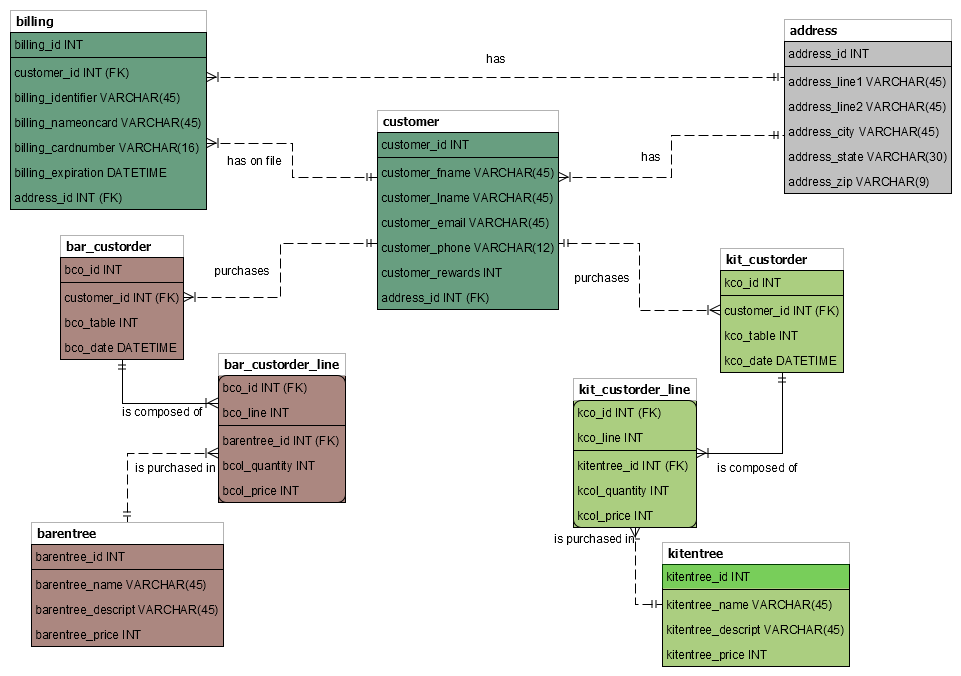 billing
billing_id INT
customer_id INT (FK)
billing_identifier VARCHAR(45)
billing_nameoncard VARCHAR(45)
billing_cardnumber VARCHAR(16)
billing_expiration DATETIME
address_id INT (FK)
has
address
address_id INT
address_line1 VARCHAR(45)
address_line2 VARCHAR(45)
address_city VARCHAR(45)
address_state VARCHAR(30)
address_zip VARCHAR(9)
has on file
customer
customer_id INT
customer_fname VARCHAR(45)
customer_lname VARCHAR(45)
customer_email VARCHAR(45)
customer_phone VARCHAR(12)
customer_rewards INT
address_id INT (FK)
has
bar_custorder
bco_id INT
customer_id INT (FK)
bco_table INT
bco_date DATETIME
purchases
purchases
kit_custorder
kco_id INT
customer_id INT (FK)
kco_table INT
kco_date DATETIME
bar_custorder_line
bco_id INT (FK)
bco_line INT
barentree_id INT (FK)
bcol_quantity INT
bcol_price INT
is composed of
is purchased in
kit_custorder_line
kco_id INT (FK)
kco_line INT
kitentree_id INT (FK)
kcol_quantity INT
kcol_price INT
is composed of
is purchased in
barentree
barentree_id INT
barentree_name VARCHAR(45)
barentree_descript VARCHAR(45)
barentree_price INT
kitentree
kitentree_id INT
kitentree_name VARCHAR(45)
kitentree_descript VARCHAR(45)
kitentree_price INT